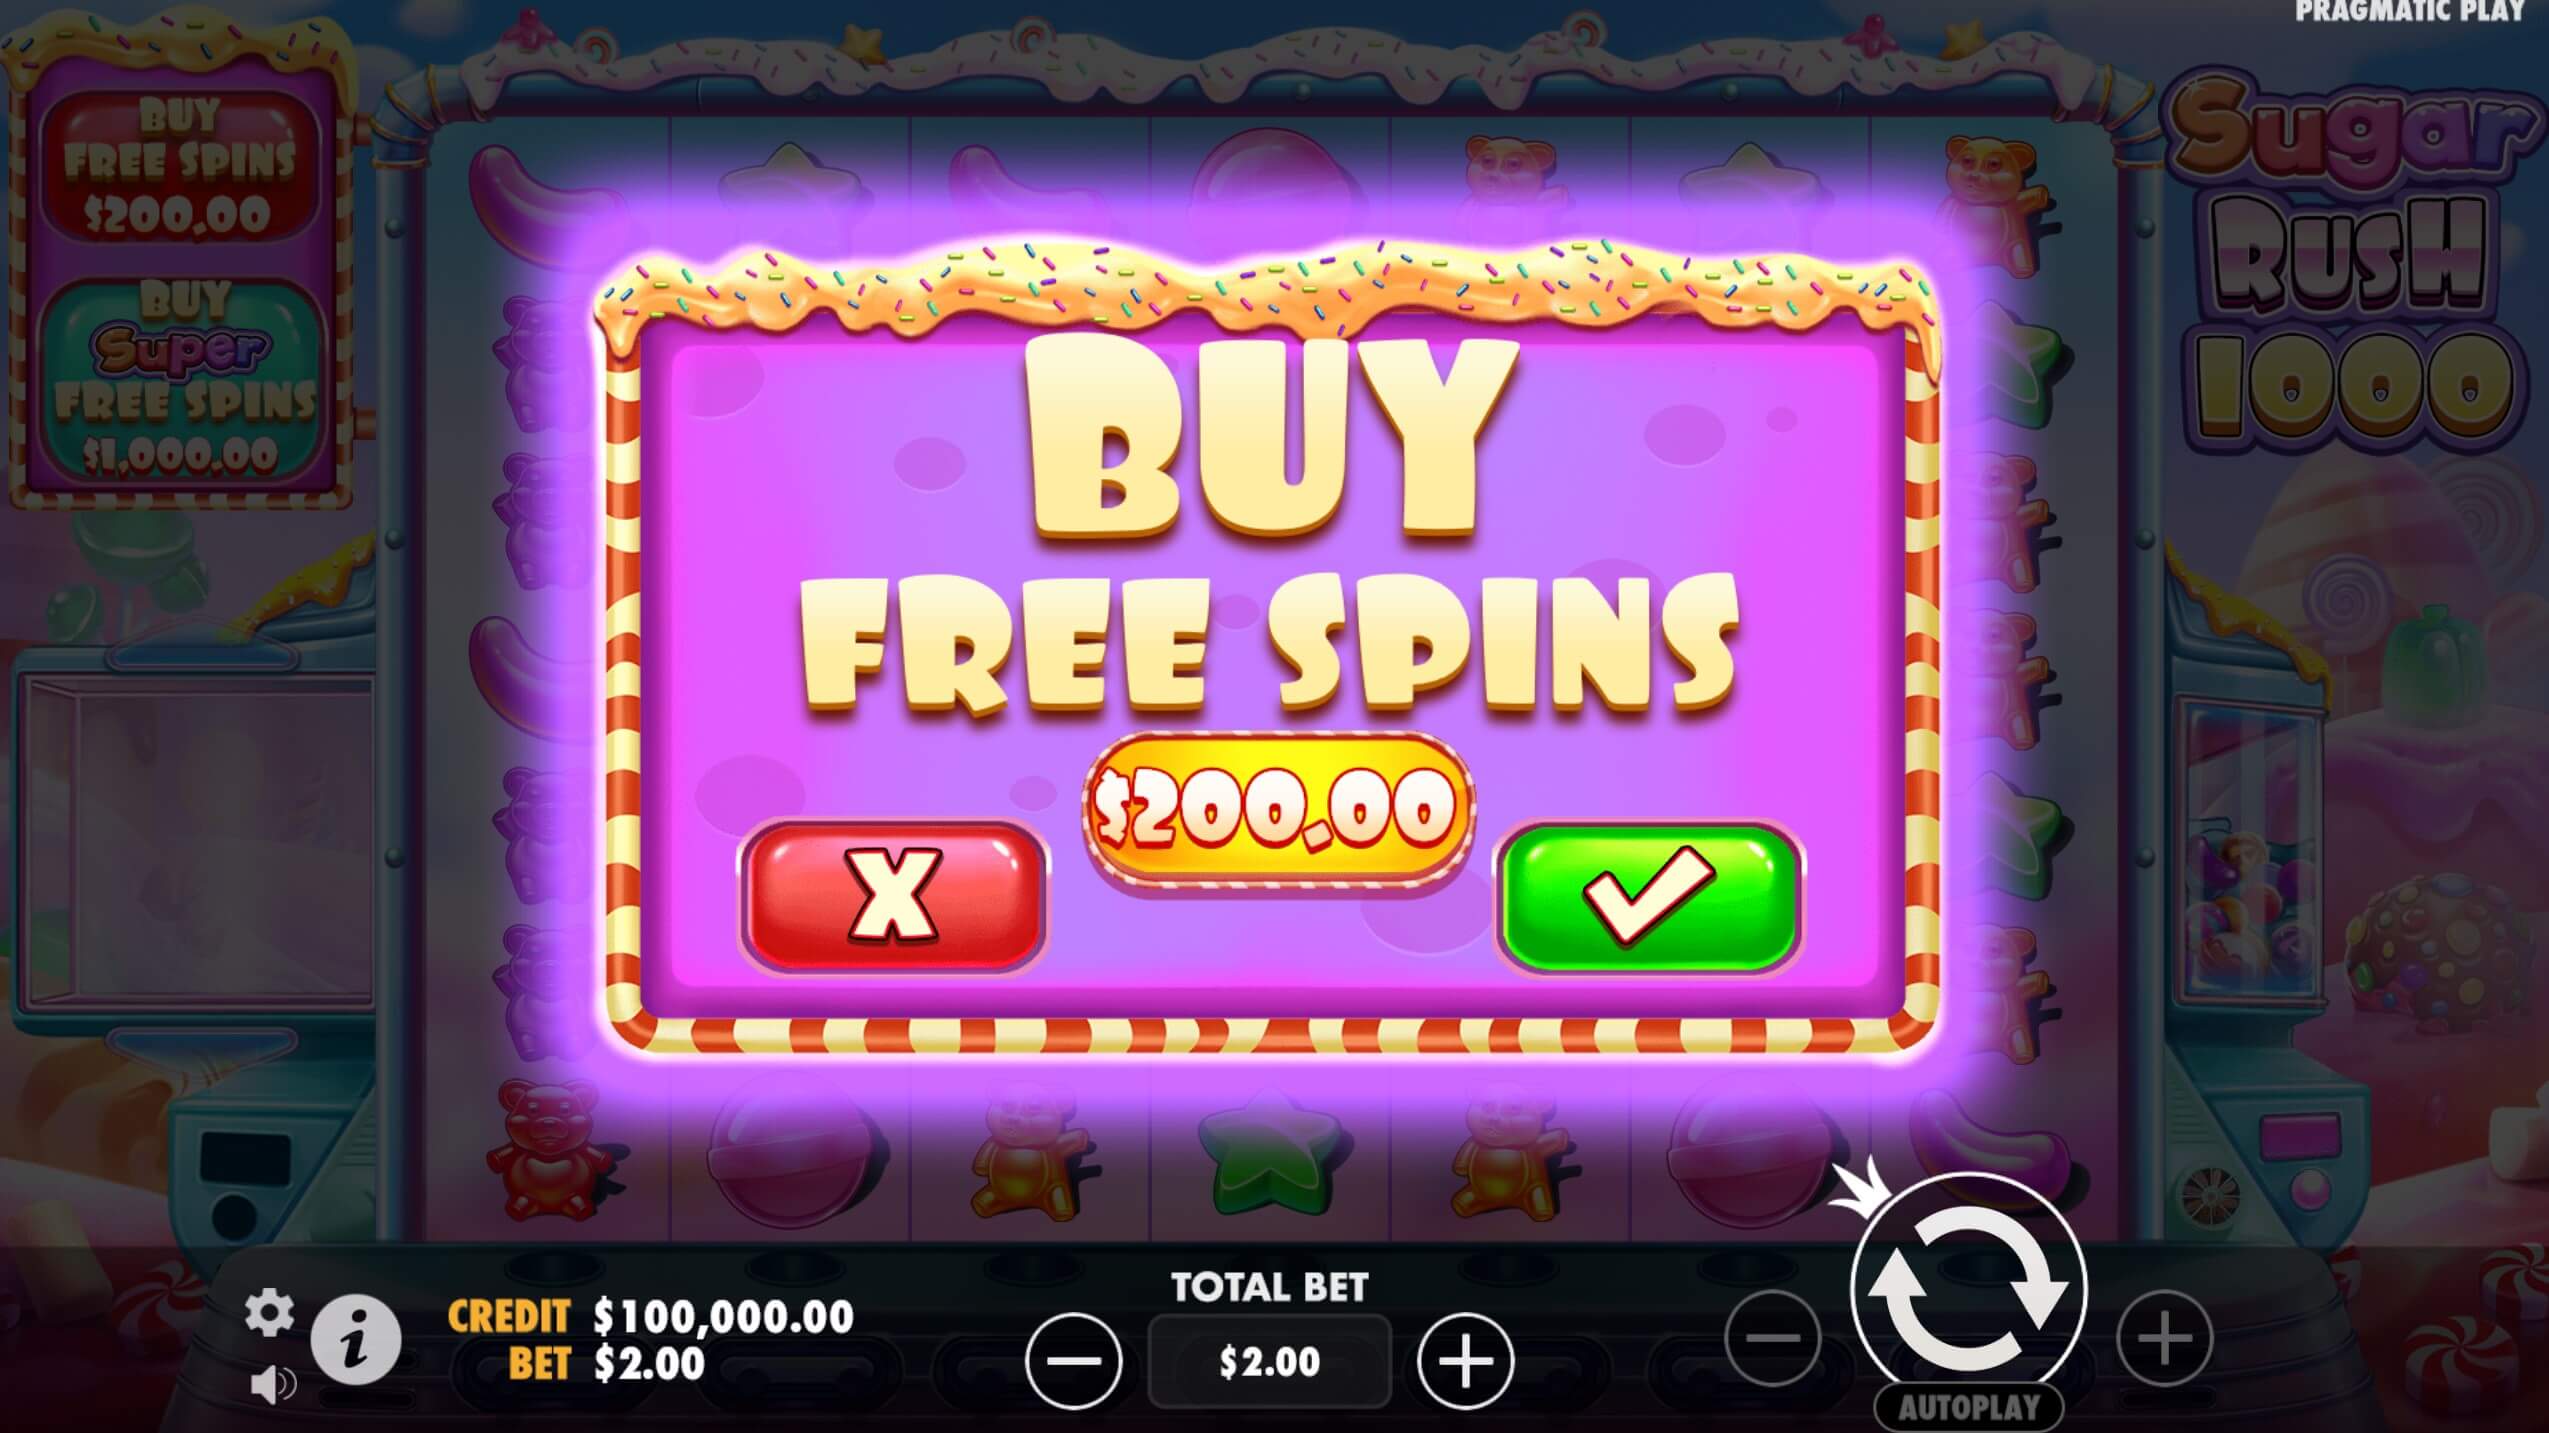 PRAGMATIC PLAY
BUY
FREE SPINS
$200.00
BUY
Super
FREE SPINS
$1,000.00
Sugar
RUSH
1000
BUY
FREE SPINS
$200.00
X
CREDIT $100,000.00
BET $2.00
TOTAL BET
$2.00
AUTOPLAY